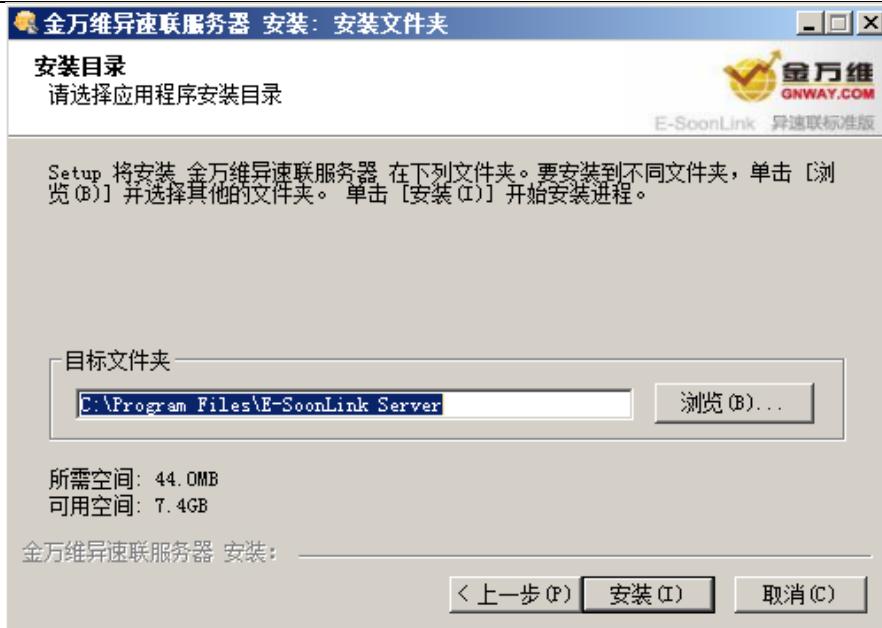 金万维异速联服务器 安装: 安装文件夹
安装目录
请选择应用程序安装目录
金万维
GNWAY.COM
E-SoonLink 异速联标准版
Setup 将安装 金万维异速联服务器 在下列文件夹。要安装到不同文件夹，单击 [浏
览(B)] 并选择其他的文件夹。 单击 [安装(I)] 开始安装进程。
目标文件夹
C:\Program Files\E-SoonLink Server
浏览(B)...
所需空间: 44.0MB
可用空间: 7.4GB
金万维异速联服务器 安装:
< 上一步(P)
安装(I)
取消(C)